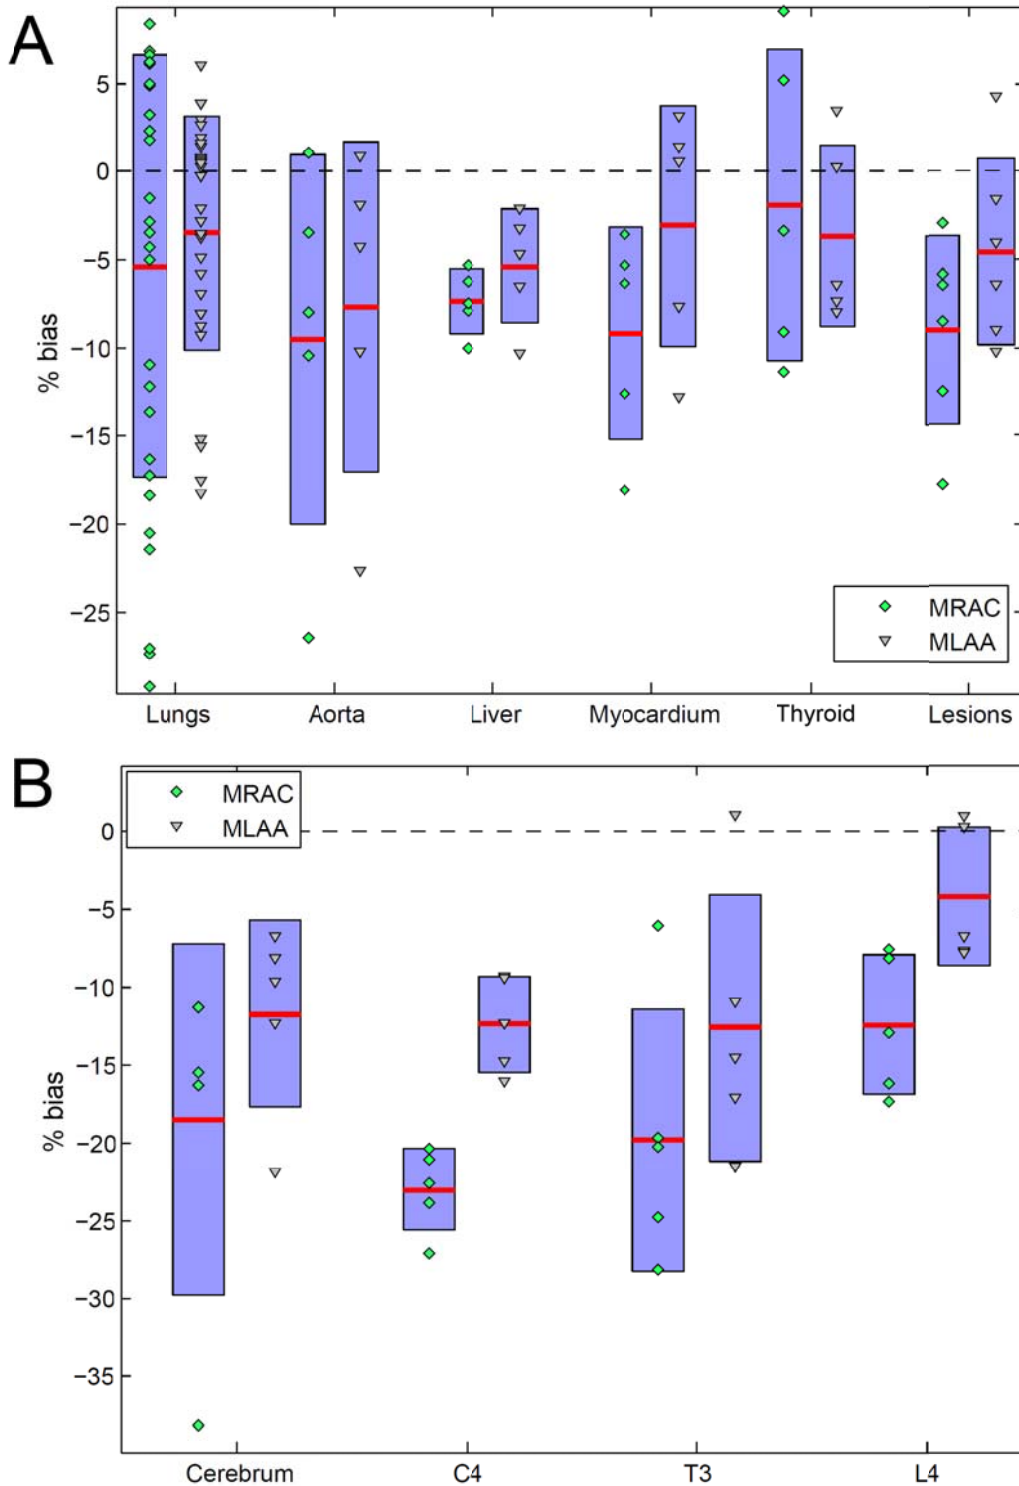 A
% bias
5
0
−5
−10
−15
−20
−25
MRAC
MLAA
Lungs Aorta Liver Myocardium Thyroid Lesions
B
% bias
MRAC
MLAA
0
−5
−10
−15
−20
−25
−30
−35
Cerebrum C4 T3 L4